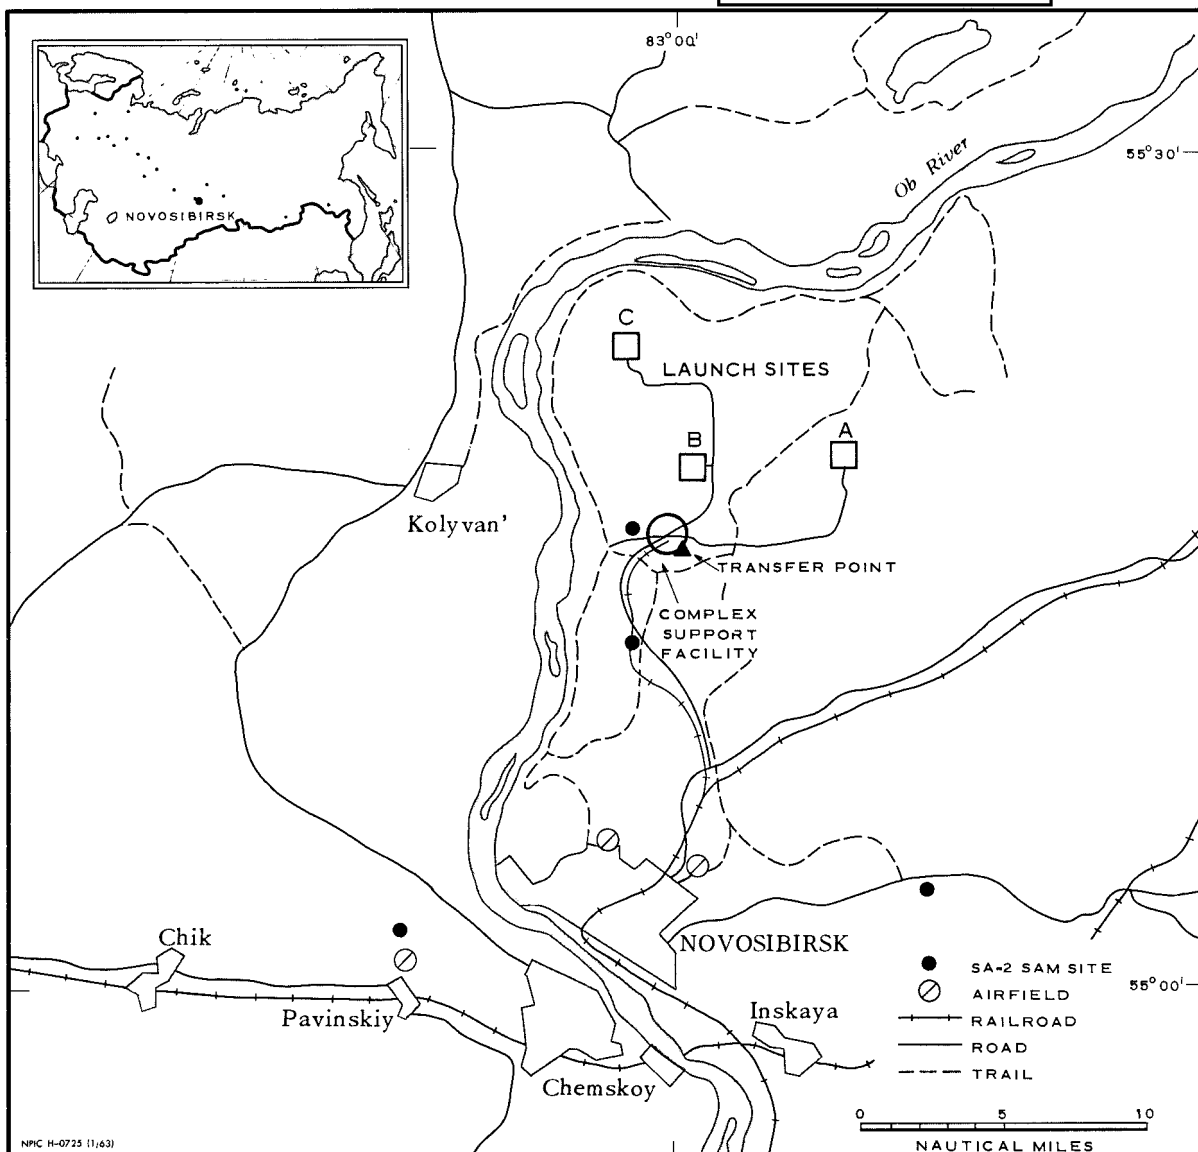 83°00'
55°30'
Ob River
NOVOSIBIRSK
C
LAUNCH SITES
B
A
Kolyvan'
TRANSFER POINT
COMPLEX
SUPPORT
FACILITY
NOVOSIBIRSK
Chik
Pavinskiy
Chemskoy
Inskaya
55°00'
SA-2 SAM SITE
AIRFIELD
RAILROAD
ROAD
TRAIL
0 5 10
NAUTICAL MILES
NPIC H-0725 (1/63)